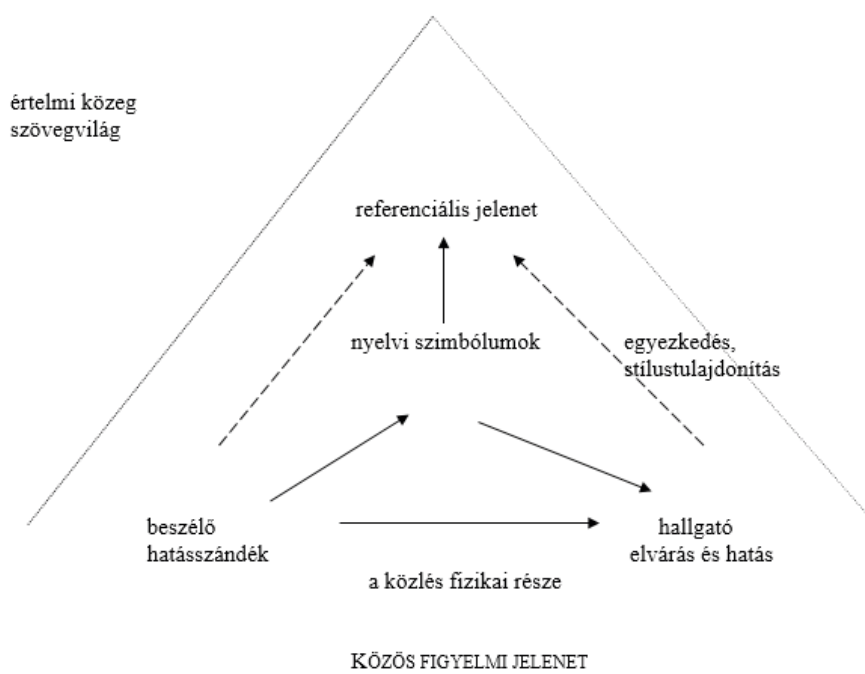 értelmi közeg
szövegvilág
referenciális jelenet
nyelvi szimbólumok
egyezkedés,
stílustulajdonítás
beszélő
hatásszándék
hallgató
elvárás és hatás
a közlés fizikai része
KÖZÖS FIGYELMI JELENET